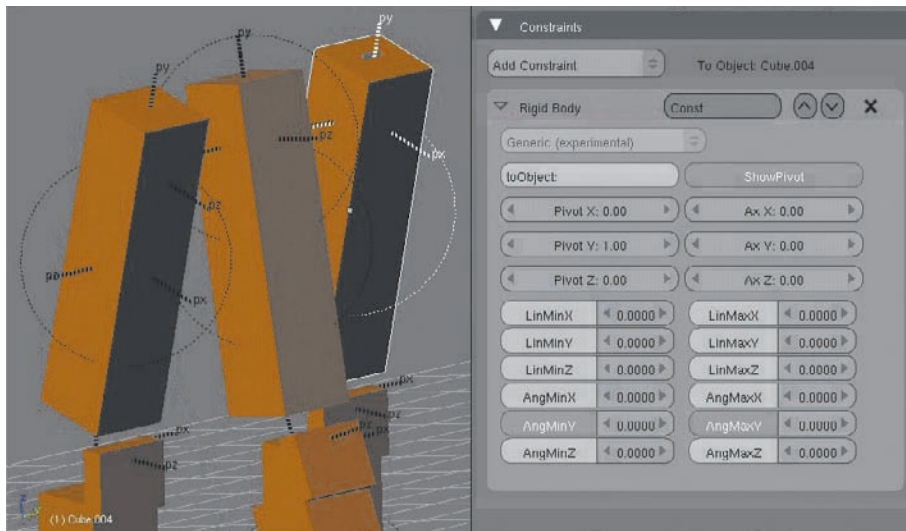 py
py
py
pz
px
pz
px
px
px
pz
pz
px
px
pz
(1) Cube.004
Constraints
Add Constraint
To Object: Cube.004
Rigid Body
Const
Generic (experimental)
toObject:
ShowPivot
Pivot X: 0.00
Ax X: 0.00
Pivot Y: 1.00
Ax Y: 0.00
Pivot Z: 0.00
Ax Z: 0.00
LinMinX 0.0000
LinMaxX 0.0000
LinMinY 0.0000
LinMaxY 0.0000
LinMinZ 0.0000
LinMaxZ 0.0000
AngMinX 0.0000
AngMaxX 0.0000
AngMinY 0.0000
AngMaxY 0.0000
AngMinZ 0.0000
AngMaxZ 0.0000